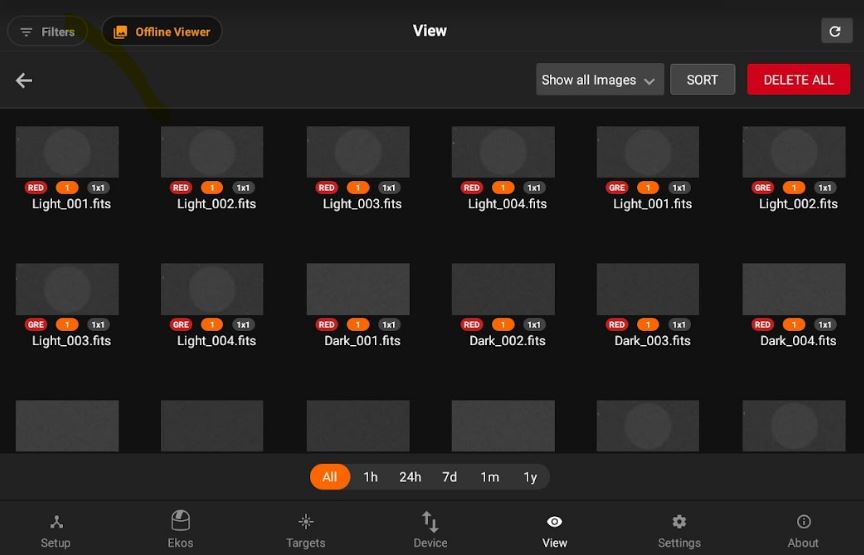 Filters Offline Viewer View
Show all Images SORT DELETE ALL
RED 1 1x1 RED 1 1x1 RED 1 1x1 RED 1 1x1 GRE 1 1x1 GRE 1 1x1
Light_001.fits Light_002.fits Light_003.fits Light_004.fits Light_001.fits Light_002.fits
GRE 1 1x1 GRE 1 1x1 RED 1 1x1 RED 1 1x1 RED 1 1x1 RED 1 1x1
Light_003.fits Light_004.fits Dark_001.fits Dark_002.fits Dark_003.fits Dark_004.fits
All 1h 24h 7d 1m 1y
Setup Ekos Targets Device View Settings About